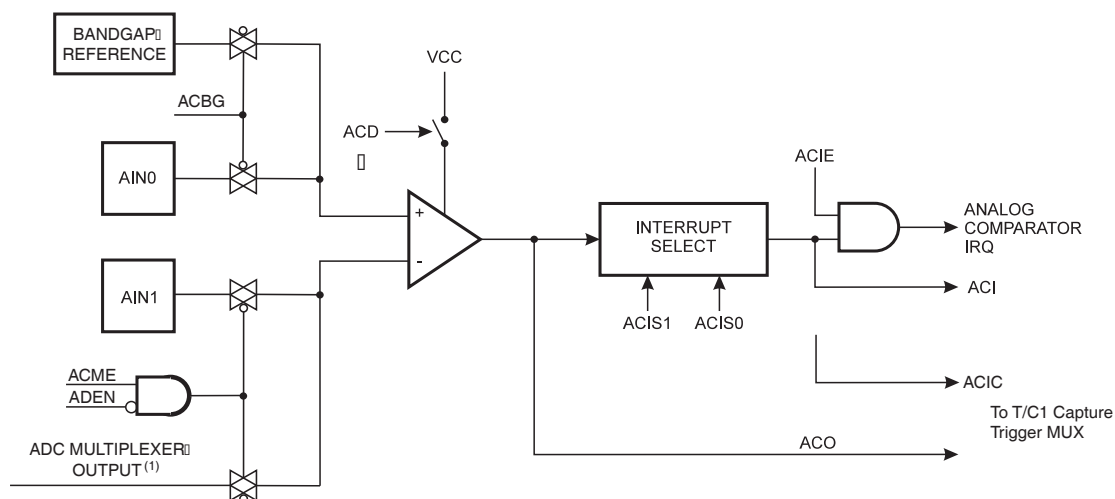 BANDGAP▯
REFERENCE
VCC
ACBG
ACD
▯
ACIE
AIN0
+
-
INTERRUPT
SELECT
ANALOG
COMPARATOR
IRQ
AIN1
ACI
ACIS1
ACIS0
ACME
ADEN
ACIC
To T/C1 Capture
Trigger MUX
ACO
ADC MULTIPLEXER▯
OUTPUT (1)